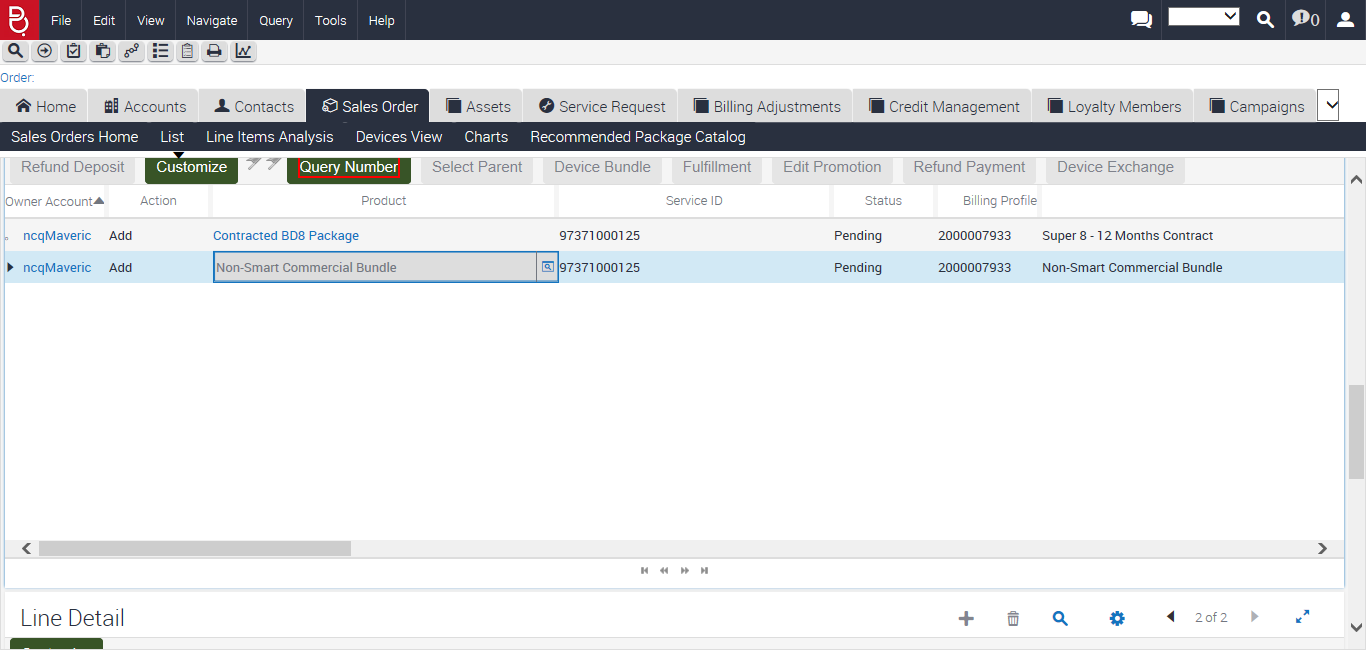 File Edit View Navigate Query Tools Help 0
Order:
Home Accounts Contacts Sales Order Assets Service Request Billing Adjustments Credit Management Loyalty Members Campaigns
Sales Orders Home List Line Items Analysis Devices View Charts Recommended Package Catalog
Refund Deposit Customize Query Number Select Parent Device Bundle Fulfillment Edit Promotion Refund Payment Device Exchange
Owner Account Action Product Service ID Status Billing Profile
ncqMaveric Add Contracted BD8 Package 97371000125 Pending 2000007933 Super 8 - 12 Months Contract
ncqMaveric Add Non-Smart Commercial Bundle 97371000125 Pending 2000007933 Non-Smart Commercial Bundle
Line Detail 2 of 2